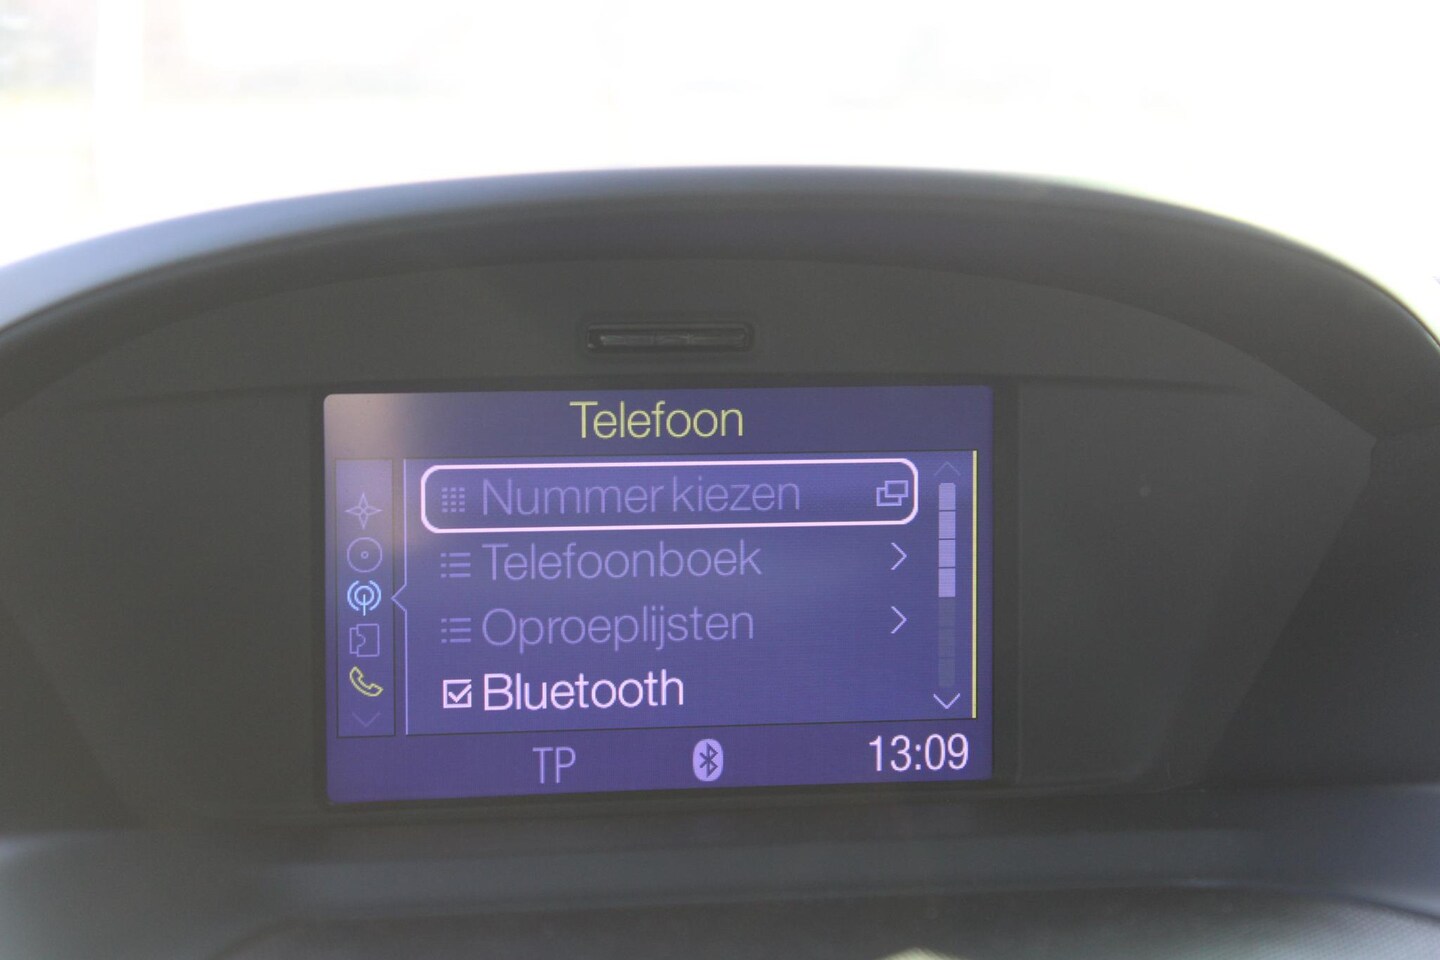 Telefoon
Nummer kiezen
Telefoonboek
Oproeplijsten
Bluetooth
TP 13:09